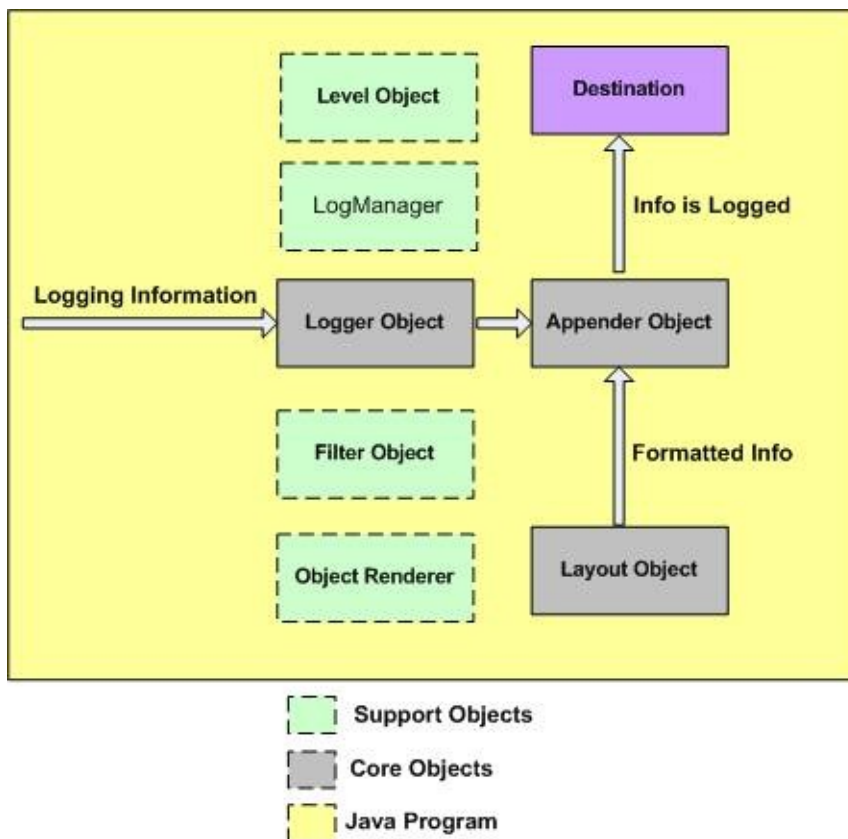 Level Object
Destination
LogManager
Info is Logged
Logging Information
Logger Object
Appender Object
Filter Object
Formatted Info
Object Renderer
Layout Object
Support Objects
Core Objects
Java Program